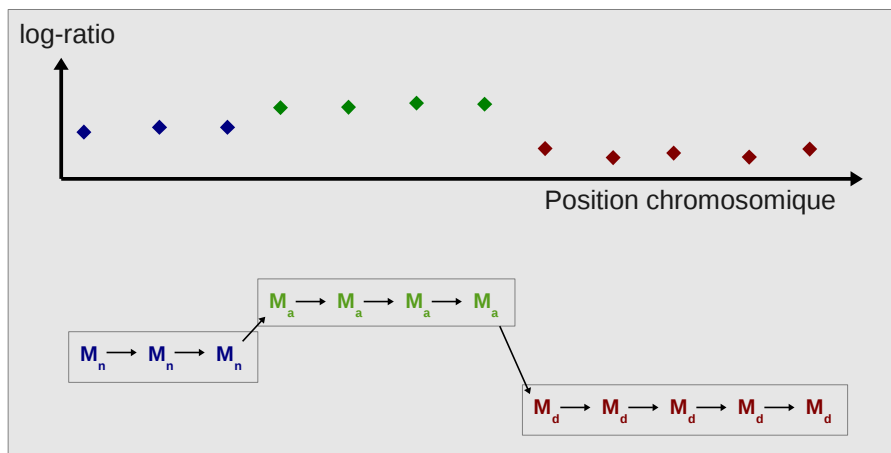 log-ratio
Position chromosomique
Ma Ma Ma Ma
Mn Mn Mn
Md Md Md Md Md